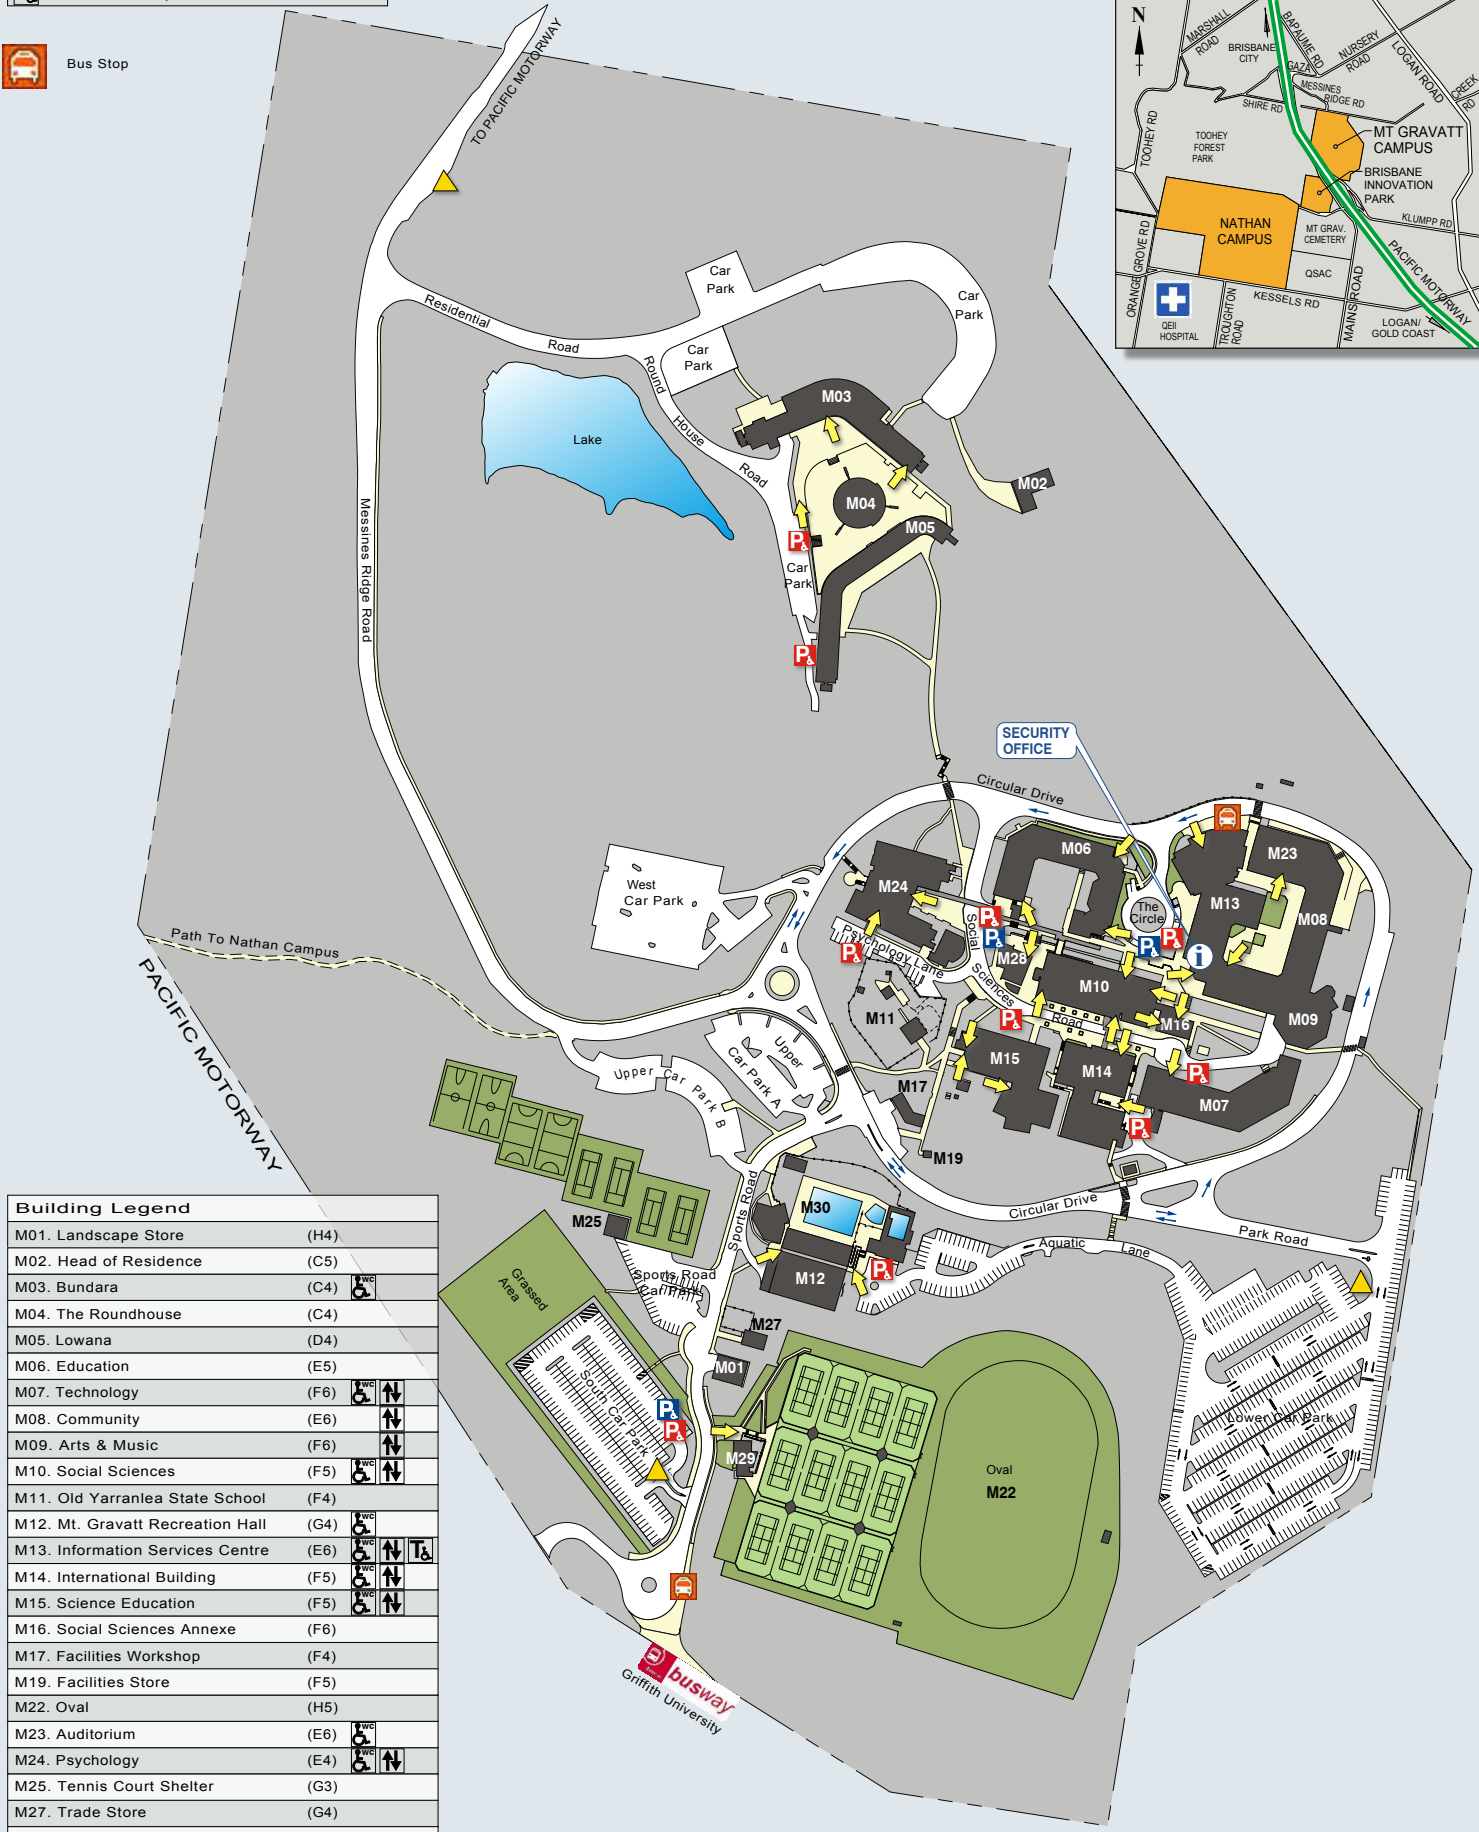 Bus Stop
TO PACIFIC MOTORWAY
N
MARSHALL
ROAD
BRISBANE
CITY
BAPAUME RD
GAZA
NURSERY
ROAD
LOGAN ROAD
CREEK
RD
MESSINES
RIDGE RD
SHIRE RD
TOOHEY RD
TOOHEY
FOREST
PARK
MT GRAVATT
CAMPUS
BRISBANE
INNOVATION
PARK
NATHAN
CAMPUS
MT GRAV.
CEMETERY
KLUMPP RD
ORANGE GROVE RD
QSAC
PACIFIC MOTORWAY
KESSELS RD
MAINS ROAD
TROUGHTON
ROAD
QEII
HOSPITAL
LOGAN/
GOLD COAST
Car
Park
Car
Park
Residential
Road
Car
Park
Round
House
Road
M03
Lake
M02
M04
M05
P
Car
Park
Messines Ridge Road
P
SECURITY
OFFICE
Circular Drive
M06
M23
West
Car Park
M24
The
Circle
M13
M08
P
P
Social
Sciences
Road
Psychology Lane
P
P
P
i
Path To Nathan Campus
M28
M10
M11
P
M16
M09
PACIFIC MOTORWAY
Upper
Car Park A
M15
M14
P
Upper Car Park B
M17
M07
P
M19
M30
Sports Road
Circular Drive
M25
Park Road
Aquatic
Lane
Grassed
Area
Sports Road
Car Park
M12
P
M27
M01
South Car Park
P
P
M29
Lower Car Park
Oval
M22
busway
Griffith University
Building Legend
M01. Landscape Store (H4)
M02. Head of Residence (C5)
M03. Bundara (C4) WC
M04. The Roundhouse (C4)
M05. Lowana (D4)
M06. Education (E5)
M07. Technology (F6) WC
M08. Community (E6)
M09. Arts & Music (F6)
M10. Social Sciences (F5) WC
M11. Old Yarranlea State School (F4)
M12. Mt. Gravatt Recreation Hall (G4) WC
M13. Information Services Centre (E6) WC T
M14. International Building (F5) WC
M15. Science Education (F5) WC
M16. Social Sciences Annexe (F6)
M17. Facilities Workshop (F4)
M19. Facilities Store (F5)
M22. Oval (H5)
M23. Auditorium (E6) WC
M24. Psychology (E4) WC
M25. Tennis Court Shelter (G3)
M27. Trade Store (G4)